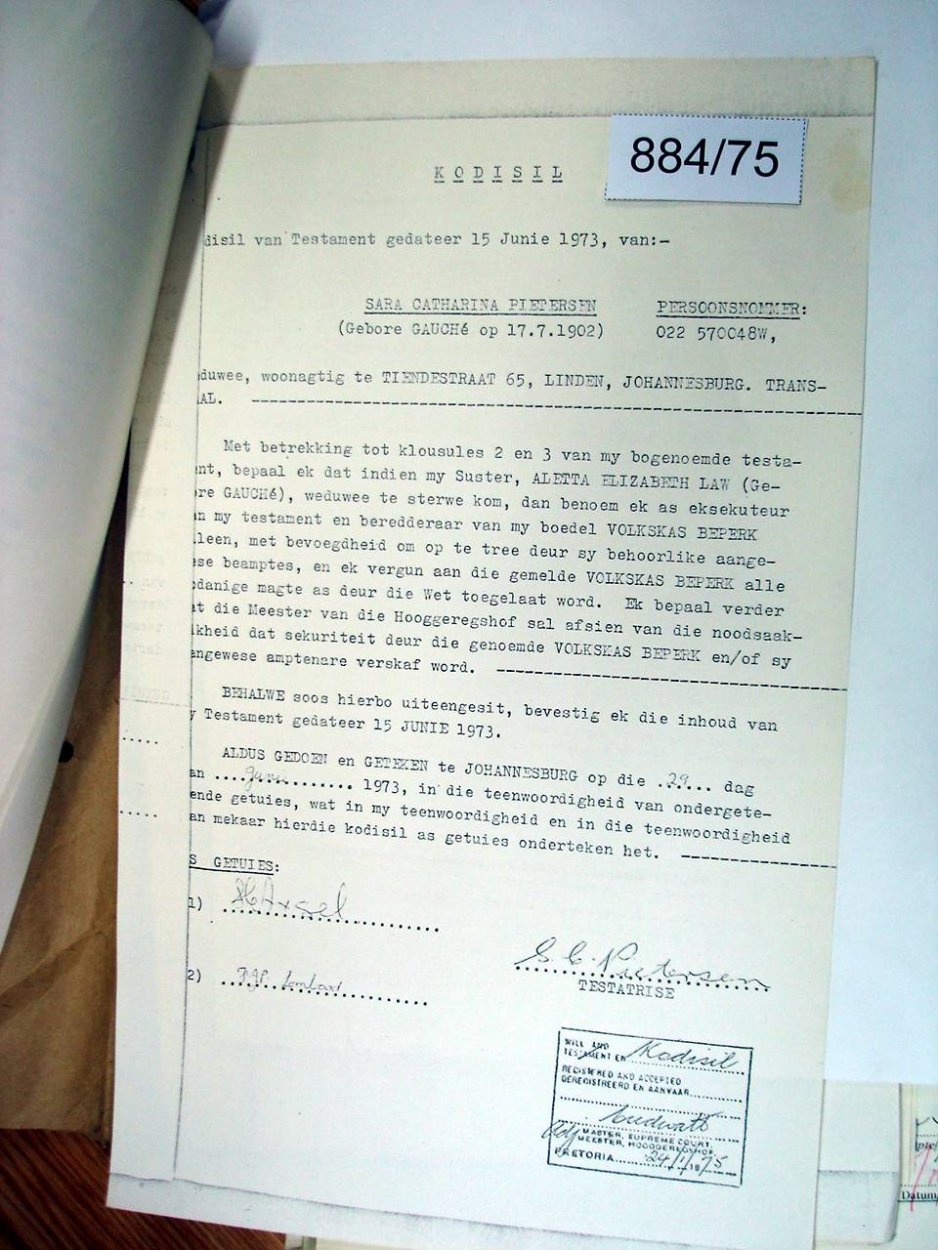 884/75
KODISIL
disil van Testament gedateer 15 Junie 1973, van:-
SARA CATHARINA PIETERSEN PERSOONSNOMMER:
(Gebore GAUCHé op 17.7.1902) 022 570048W,
duwee, woonagtig te TIENDESTRAAT 65, LINDEN, JOHANNESBURG. TRANS-
AL.
Met betrekking tot klousules 2 en 3 van my bogenoemde testa-
nt, bepaal ek dat indien my Suster, ALETTA ELIZABETH LAW (Ge-
re GAUCHé), weduwee te sterwe kom, dan benoem ek as eksekuteur
n my testament en beredderaar van my boedel VOLKSKAS BEPERK
leen, met bevoegdheid om op te tree deur sy behoorlike aange-
se beamptes, en ek vergun aan die gemelde VOLKSKAS BEPERK alle
danige magte as deur die Wet toegelaat word. Ek bepaal verder
t die Meester van die Hooggeregshof sal afsien van die noodsaak-
kheid dat sekuriteit deur die genoemde VOLKSKAS BEPERK en/of sy
ngewese amptenare verskaf word.
BEHALWE soos hierbo uiteengesit, bevestig ek die inhoud van
y Testament gedateer 15 JUNIE 1973.
ALDUS GEDOEN en GETEKEN te JOHANNESBURG op die .29... dag
an ....Junie............ 1973, in die teenwoordigheid van ondergete-
ende getuies, wat in my teenwoordigheid en in die teenwoordigheid
an mekaar hierdie kodisil as getuies onderteken het.
S GETUIES:
1)
S. C. Pietersen
2) Lombard
TESTATRISE
WILL AND
TESTAMENT EN Kodisil
REGISTERED AND ACCEPTED
GEREGISTREERD EN AANVAAR
MASTER, SUPREME COURT,
MEESTER, HOOGGEREGSHOF,
PRETORIA 24/1/1975
Datum